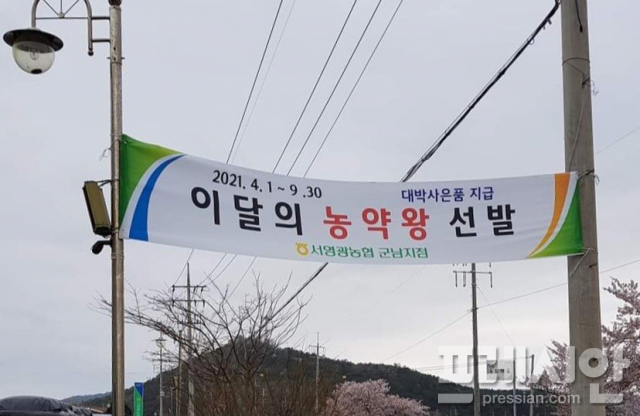 2021. 4. 1 ~ 9 .30
대박사은품 지급
이달의 농약왕 선발
서영광농협 군남지점
프레시안
pressian.com